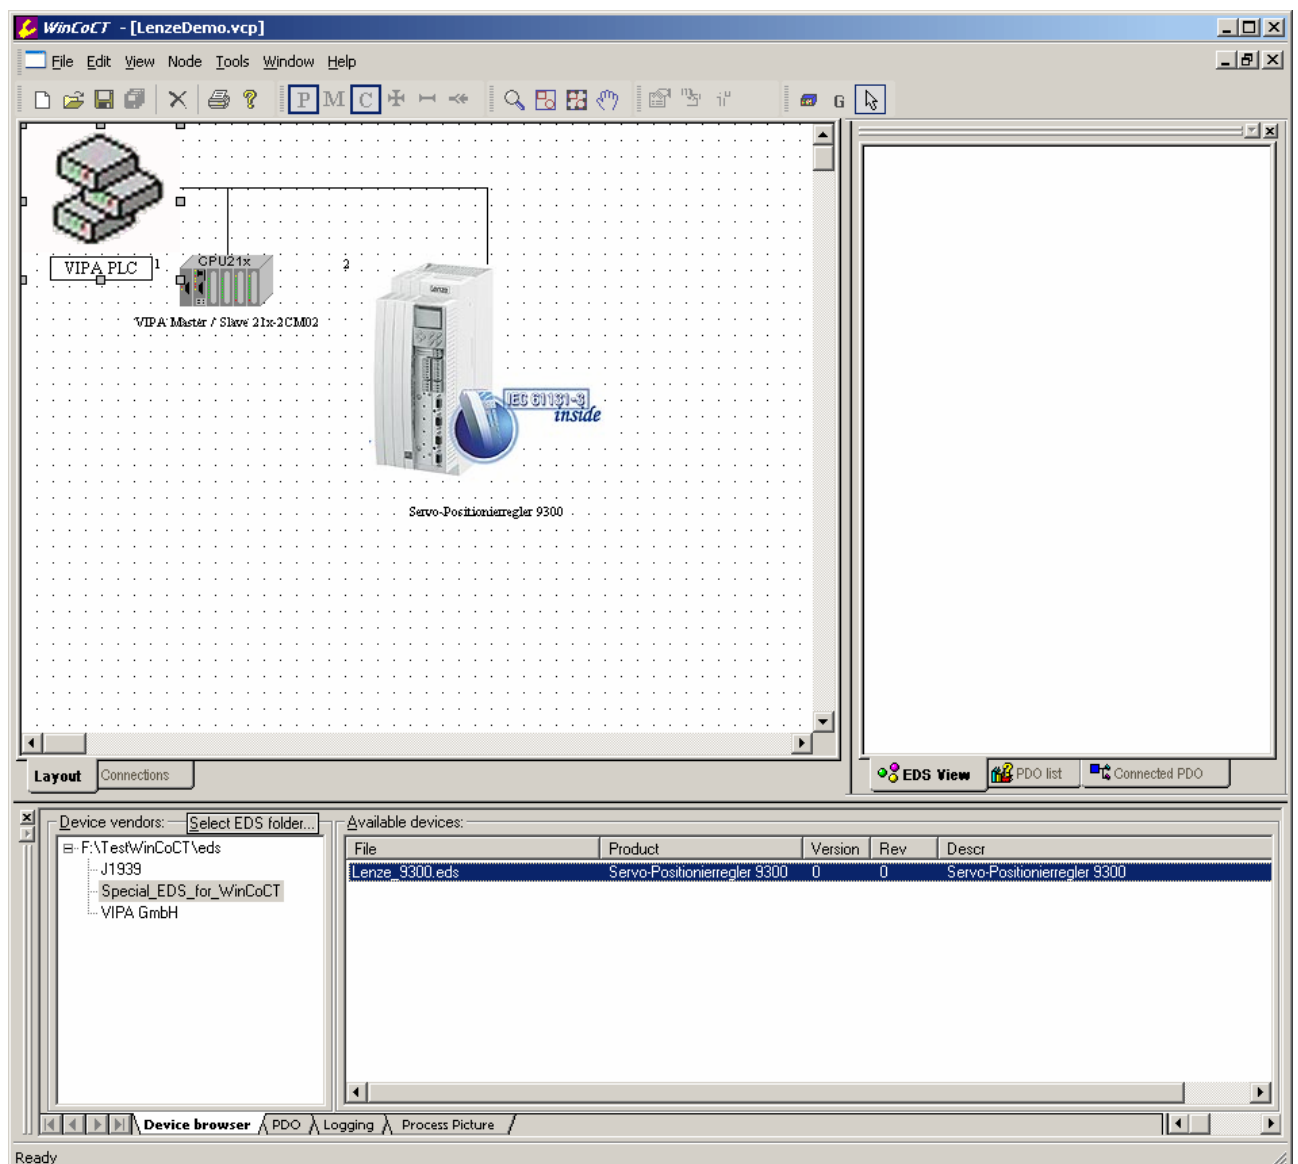 WinCoCT - [LenzeDemo.vcp]
File Edit View Node Tools Window Help
P M C G
VIPA PLC 1 CPU21x 2
Lenze
VIPA Master / Slave 21x-2CM02
IEC 61131-3
inside
Servo-Positionierregler 9300
Layout Connections
EDS View PDO list Connected PDO
Device vendors: Select EDS folder... Available devices:
F:\TestWinCoCT\eds
J1939
Special_EDS_for_WinCoCT
VIPA GmbH
File Product Version Rev Descr
Lenze_9300.eds Servo-Positionierregler 9300 0 0 Servo-Positionierregler 9300
Device browser PDO Logging Process Picture
Ready